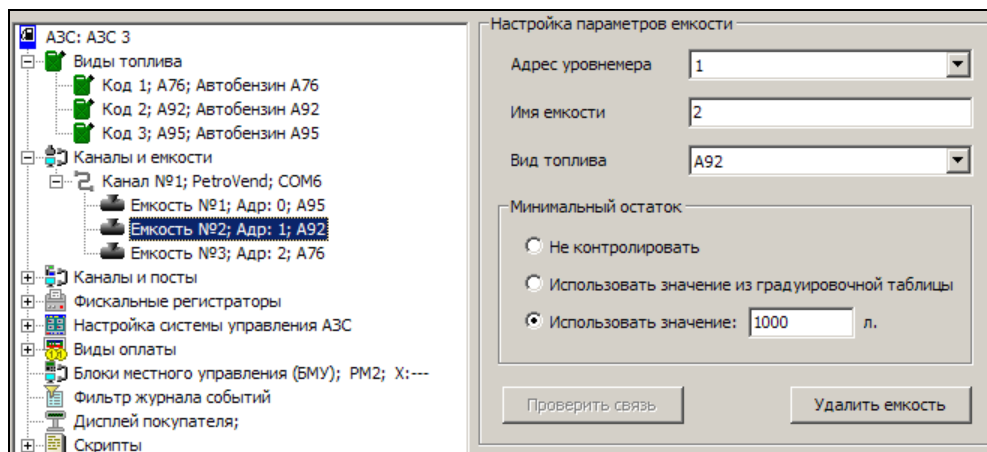 АЗС: АЗС 3
Виды топлива
Код 1; А76; Автобензин А76
Код 2; А92; Автобензин А92
Код 3; А95; Автобензин А95
Каналы и емкости
Канал №1; PetroVend; COM6
Емкость №1; Адр: 0; А95
Емкость №2; Адр: 1; А92
Емкость №3; Адр: 2; А76
Каналы и посты
Фискальные регистраторы
Настройка системы управления АЗС
Виды оплаты
Блоки местного управления (БМУ); РМ2; X:---
Фильтр журнала событий
Дисплей покупателя;
Скрипты
Настройка параметров емкости
Адрес уровнемера 1
Имя емкости 2
Вид топлива А92
Минимальный остаток
Не контролировать
Использовать значение из градуировочной таблицы
Использовать значение: 1000 л.
Проверить связь Удалить емкость